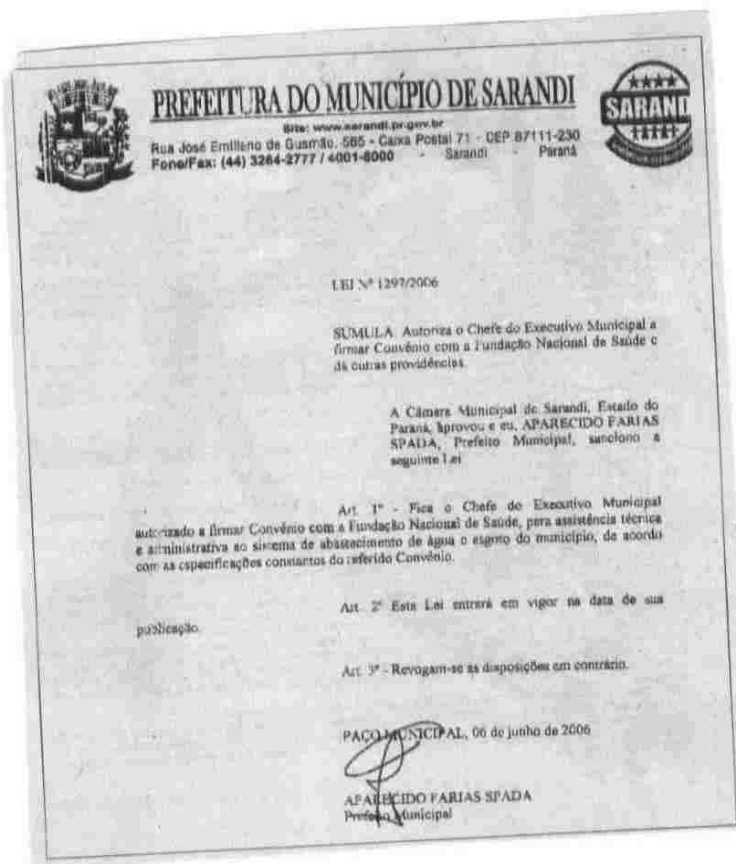 PREFEITURA DO MUNICÍPIO DE SARANDI
Site: www.sarandi.pr.gov.br
Rua José Emiliano de Gusmão, 565 - Caixa Postal 71 - CEP 87111-230
Fone/Fax: (44) 3264-2777 / 4001-8000 - Sarandi - Paraná
SARANDI
LEI Nº 1297/2006
SÚMULA: Autoriza o Chefe do Executivo Municipal a
firmar Convênio com a Fundação Nacional de Saúde e
dá outras providências.
A Câmara Municipal de Sarandi, Estado do
Paraná, aprovou e eu, APARECIDO FARIAS
SPADA, Prefeito Municipal, sanciono a
seguinte Lei
Art. 1º - Fica o Chefe do Executivo Municipal
autorizado a firmar Convênio com a Fundação Nacional de Saúde, para assistência técnica
e administrativa ao sistema de abastecimento de água e esgoto do município, de acordo
com as especificações constantes do referido Convênio.
Art. 2º Esta Lei entrará em vigor na data de sua
publicação.
Art. 3º - Revogam-se as disposições em contrário.
PAÇO MUNICIPAL, 06 de junho de 2006
APARECIDO FARIAS SPADA
Prefeito Municipal